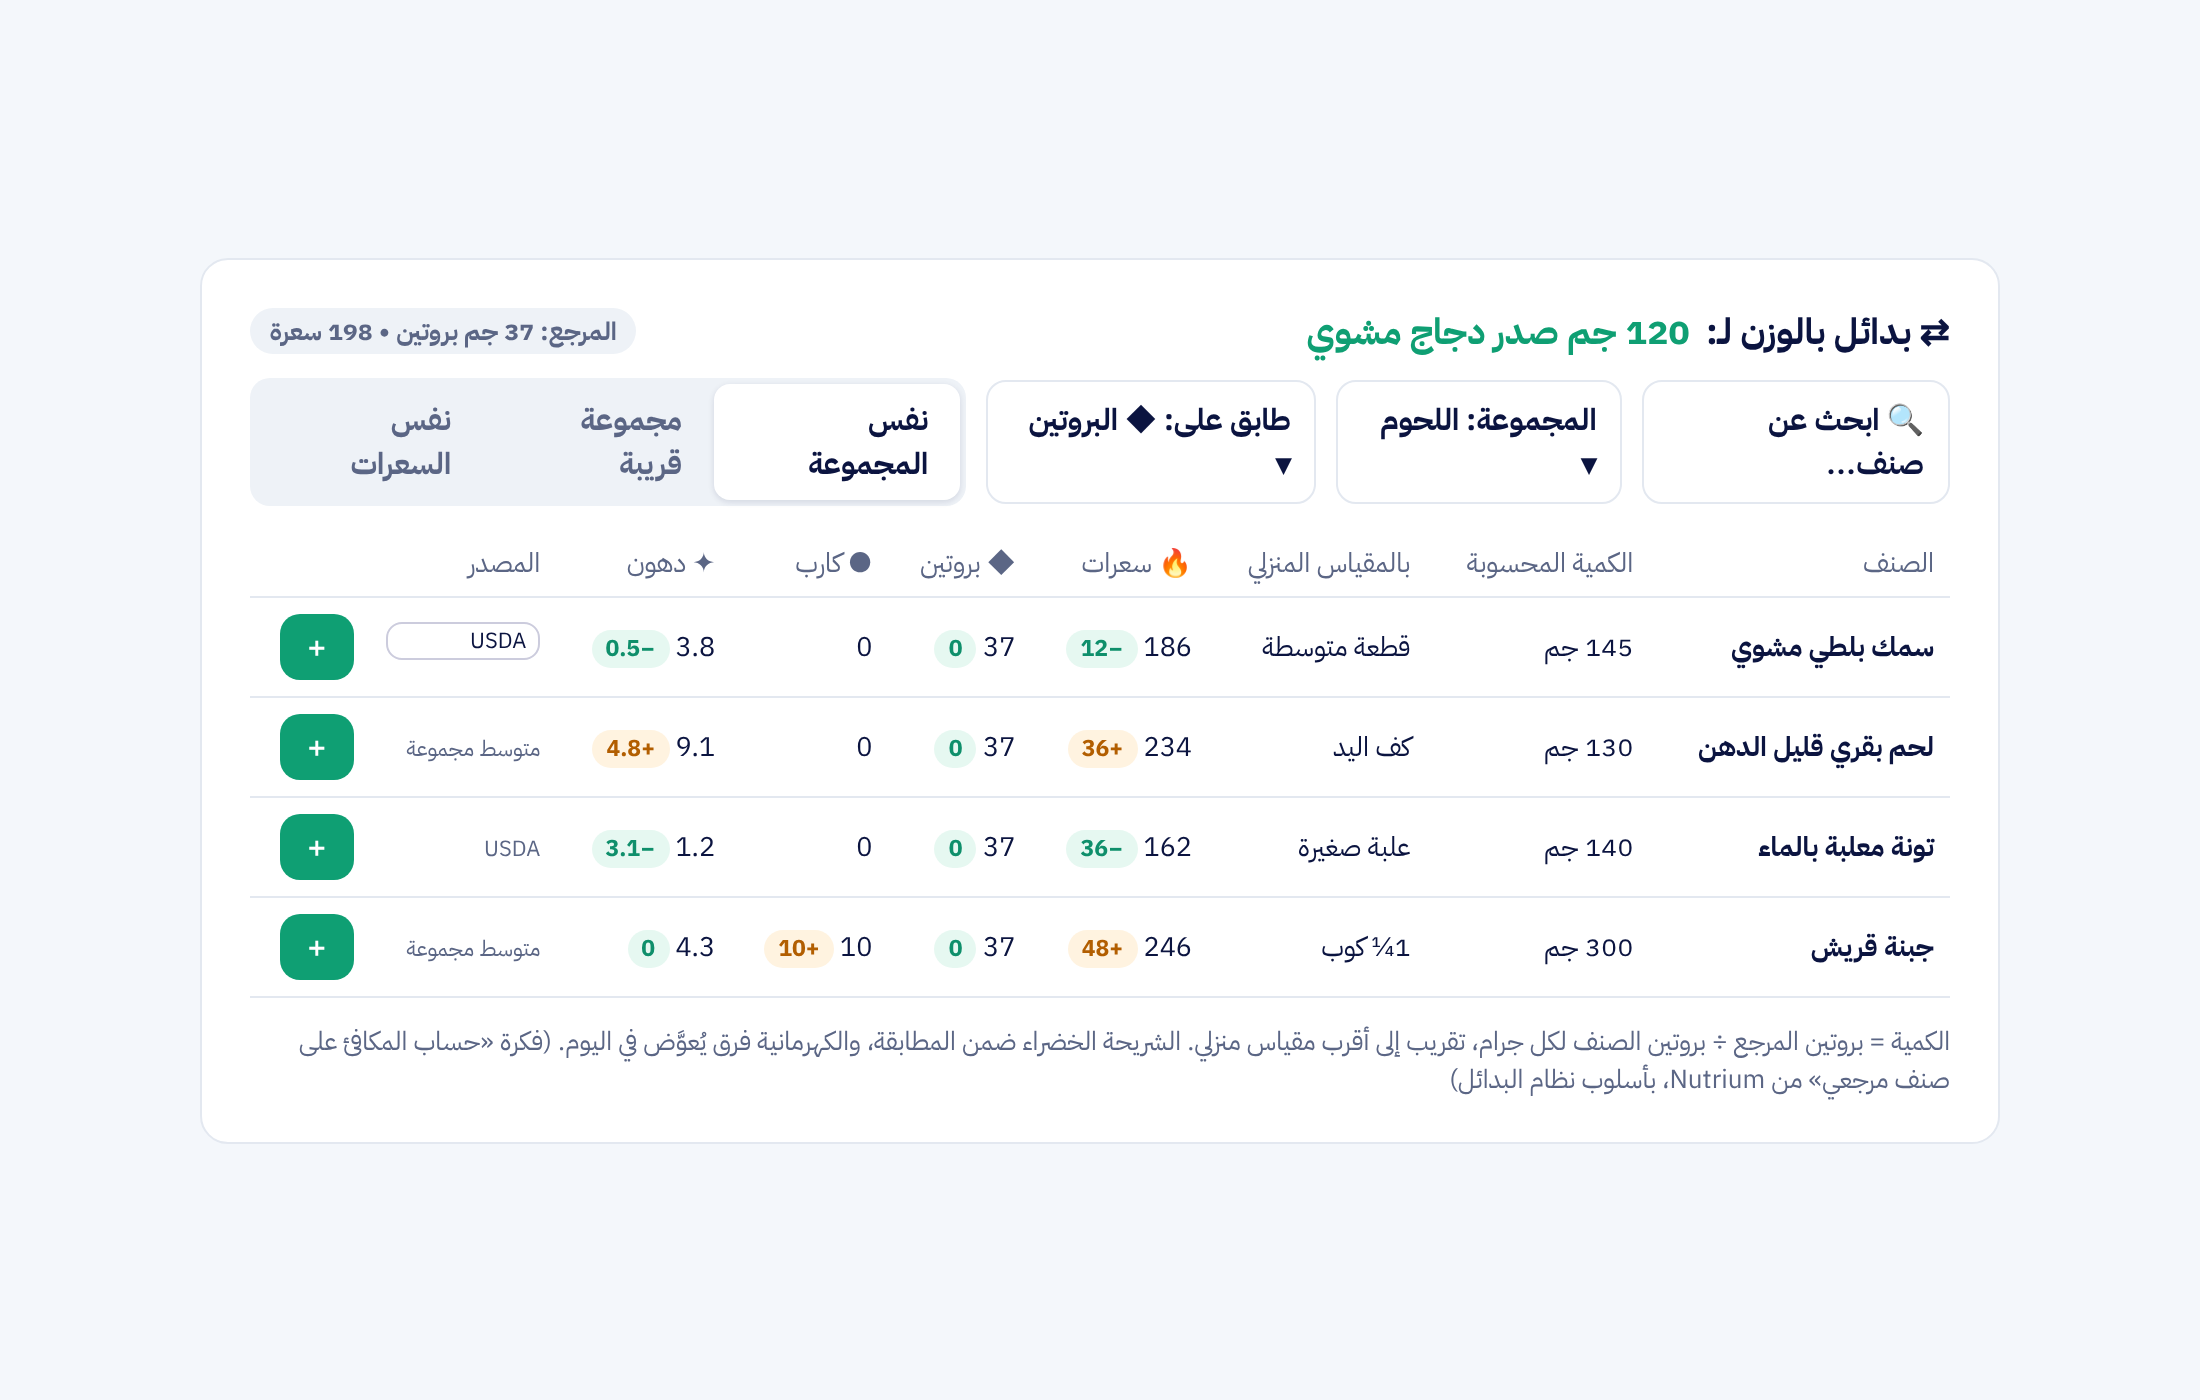 ⇄ بدائل بالوزن لـ: 120 جم صدر دجاج مشوي
المرجع: 37 جم بروتين • 198 سعرة
🔍 ابحث عن صنف...
المجموعة: اللحوم ▼
طابق على: ◆ البروتين ▼
نفس المجموعة
مجموعة قريبة
نفس السعرات
الصنف الكمية المحسوبة بالمقياس المنزلي 🔥 سعرات ◆ بروتين ● كارب ✦ دهون المصدر
سمك بلطي مشوي 145 جم قطعة متوسطة 186 −12 37 0 0 3.8 −0.5 USDA +
لحم بقري قليل الدهن 130 جم كف اليد 234 +36 37 0 0 9.1 +4.8 متوسط مجموعة +
تونة معلبة بالماء 140 جم علبة صغيرة 162 −36 37 0 0 1.2 −3.1 USDA +
جبنة قريش 300 جم 1¼ كوب 246 +48 37 0 10 +10 4.3 0 متوسط مجموعة +
الكمية = بروتين المرجع ÷ بروتين الصنف لكل جرام، تقريب إلى أقرب مقياس منزلي. الشريحة الخضراء ضمن المطابقة، والكهرمانية فرق يُعوَّض في اليوم. (فكرة «حساب المكافئ على
صنف مرجعي» من Nutrium، بأسلوب نظام البدائل)